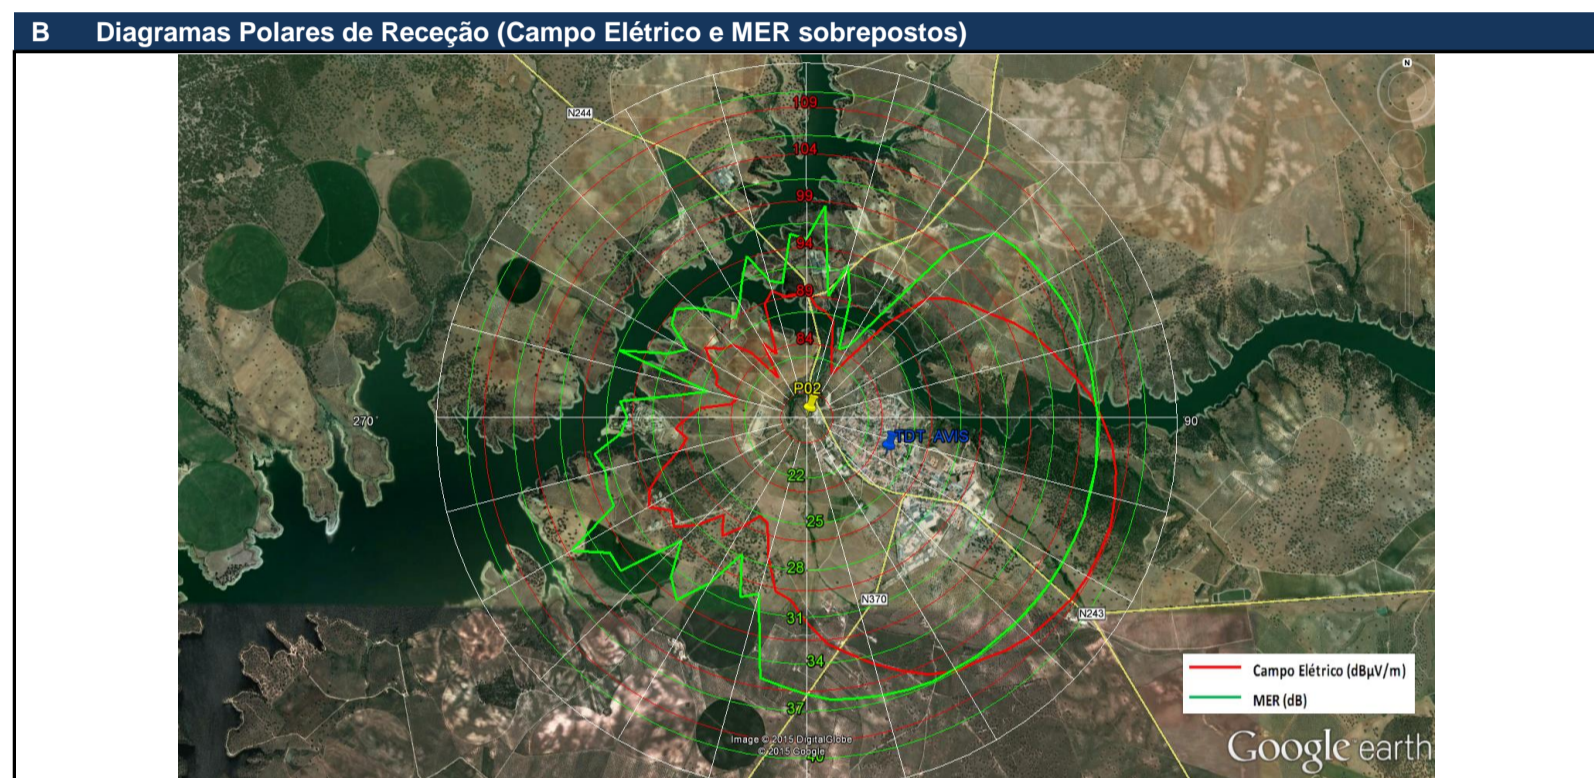 B Diagramas Polares de Receção (Campo Elétrico e MER sobrepostos)
N
N244
109
104
99
94
89
84
P02
270°
90
TDT_AVIS
22
25
28
N370
31
N243
34
37
40
Campo Elétrico (dBµV/m)
MER (dB)
Image © 2015 DigitalGlobe
© 2015 Google
Google earth